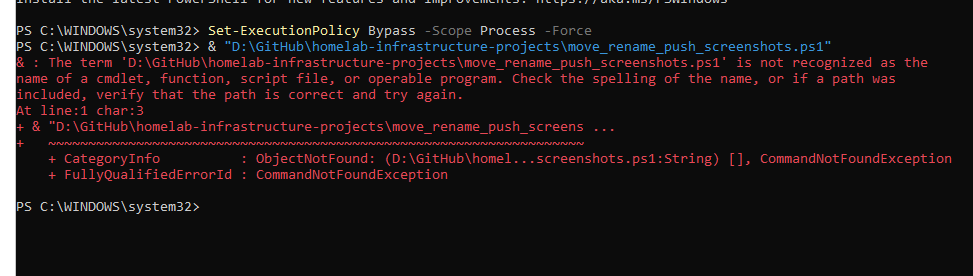 Install the latest PowerShell for new features and improvements! https://aka.ms/PSWindows
PS C:\WINDOWS\system32> Set-ExecutionPolicy Bypass -Scope Process -Force
PS C:\WINDOWS\system32> & "D:\GitHub\homelab-infrastructure-projects\move_rename_push_screenshots.ps1"
& : The term 'D:\GitHub\homelab-infrastructure-projects\move_rename_push_screenshots.ps1' is not recognized as the
name of a cmdlet, function, script file, or operable program. Check the spelling of the name, or if a path was
included, verify that the path is correct and try again.
At line:1 char:3
+ & "D:\GitHub\homelab-infrastructure-projects\move_rename_push_screens ...
+   ~~~~~~~~~~~~~~~~~~~~~~~~~~~~~~~~~~~~~~~~~~~~~~~~~~~~~~~~~~~~~~~~~~~
    + CategoryInfo          : ObjectNotFound: (D:\GitHub\homel...screenshots.ps1:String) [], CommandNotFoundException
    + FullyQualifiedErrorId : CommandNotFoundException
PS C:\WINDOWS\system32>